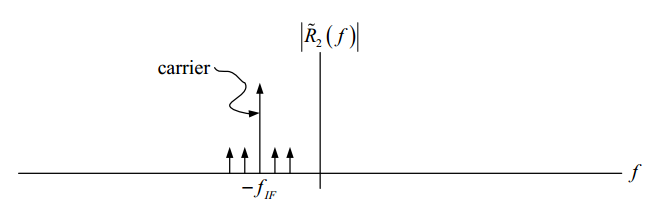 |R̃₂(f)|
carrier
f
−f_IF